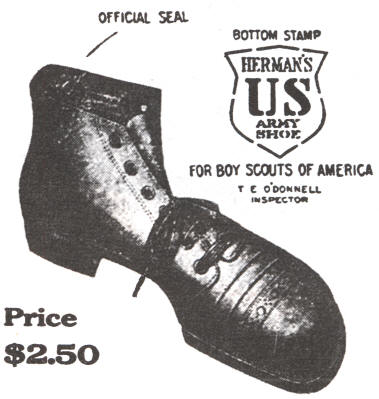 OFFICIAL SEAL
BOTTOM STAMP
HERMAN'S
US
ARMY
SHOE
FOR BOY SCOUTS OF AMERICA
T E O'DONNELL
INSPECTOR
Price
$2.50